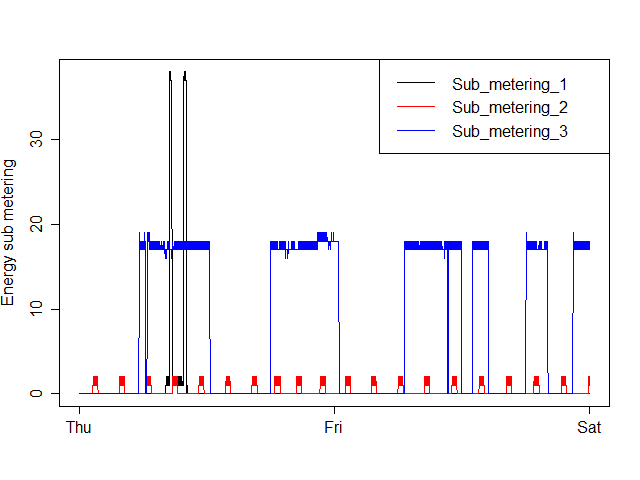 Sub_metering_1
Sub_metering_2
Sub_metering_3
Energy sub metering
30
20
10
0
Thu
Fri
Sat